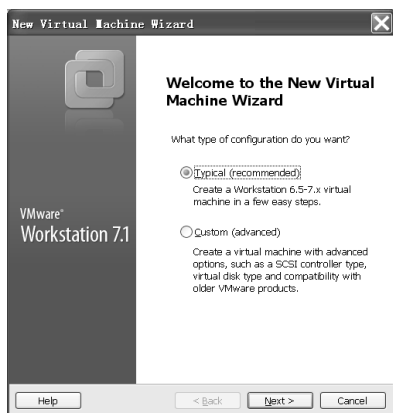 New Virtual Machine Wizard
Welcome to the New Virtual
Machine Wizard
What type of configuration do you want?
Typical (recommended)
Create a Workstation 6.5-7.x virtual
machine in a few easy steps.
Custom (advanced)
Create a virtual machine with advanced
options, such as a SCSI controller type,
virtual disk type and compatibility with
older VMware products.
VMware®
Workstation 7.1
Help
< Back
Next >
Cancel